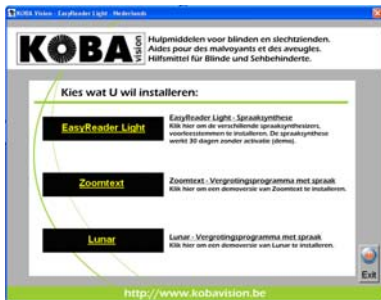 KOBA Vision - EasyReader Light - Nederlands
KOBA vision
Hulpmiddelen voor blinden en slechtzienden.
Aides pour des malvoyants et des aveugles.
Hilfsmittel für Blinde und Sehbehinderte.
Kies wat U wil installeren:
EasyReader Light
EasyReader Light - Spraaksynthese
Klik hier om de verschillende spraaksynthesizers,
voorleesstemmen te installeren. De spraaksynthese
werkt 30 dagen zonder activatie (demo).
Zoomtext
Zoomtext - Vergrotingsprogramma met spraak
Klik hier om een demoversie van Zoomtext te installeren.
Lunar
Lunar - Vergrotingsprogramma met spraak
Klik hier om een demoversie van Lunar te installeren.
Exit
http://www.kobavision.be